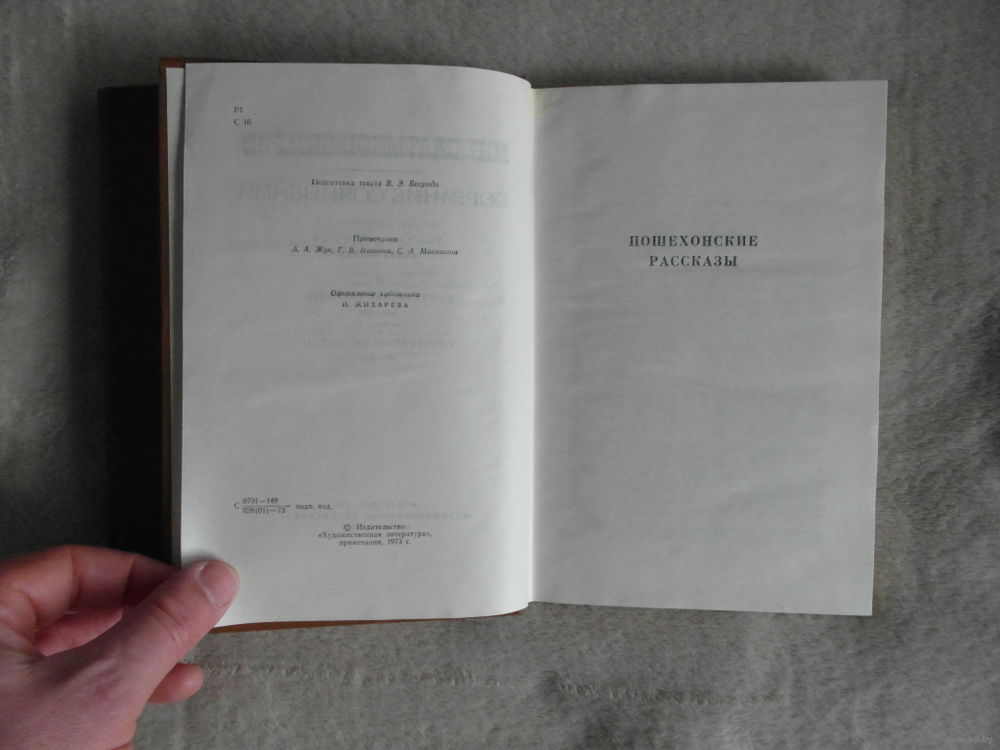 Р1
С 16
Подготовка текста В. Э. Богграда
Примечания
А. А. Жук, Г. В. Иванова, С. А. Макашина
Оформление художника
И. ЖИХАРЕВА
С 0731—149
028(01)—73 подп. изд.
© Издательство
«Художественная литература»,
примечания, 1973 г.
ПОШЕХОНСКИЕ
РАССКАЗЫ